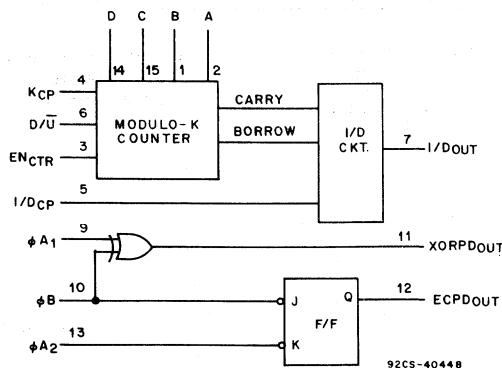 D C B A
14 15 1 2
4
KCP
6
D/U̅
3
ENCTR
MODULO-K
COUNTER
CARRY
BORROW
I/D
CKT.
7
I/DOUT
5
I/DCP
9
φA1
11
XORPDOUT
10
φB
J
Q
12
ECPDOUT
F/F
13
φA2
K
92CS-40448